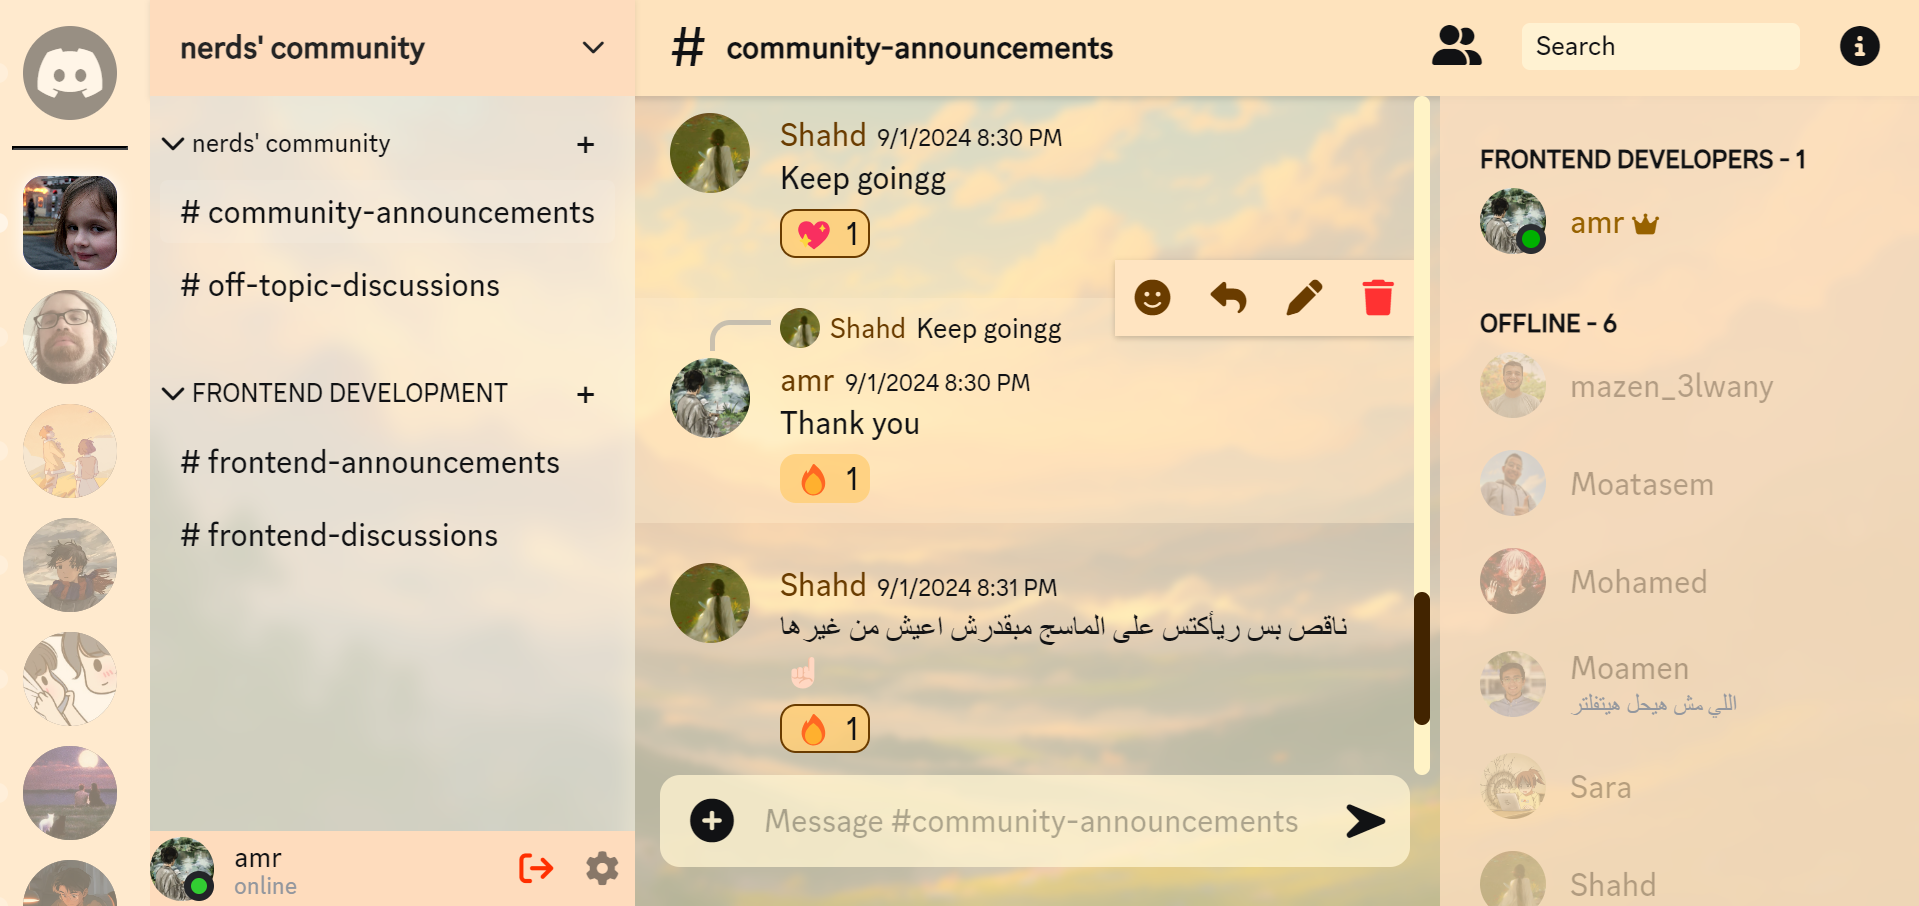 nerds' community
# community-announcements
Search
nerds' community
# community-announcements
# off-topic-discussions
FRONTEND DEVELOPMENT
# frontend-announcements
# frontend-discussions
amr
online
Shahd 9/1/2024 8:30 PM
Keep goingg
1
Shahd Keep goingg
amr 9/1/2024 8:30 PM
Thank you
1
Shahd 9/1/2024 8:31 PM
ناقص بس ريأكتس على الماسج مبقدرش اعيش من غيرها
☝🏻
1
Message #community-announcements
FRONTEND DEVELOPERS - 1
amr
OFFLINE - 6
mazen_3lwany
Moatasem
Mohamed
Moamen
اللي مش هيحل هيتفلتر
Sara
Shahd